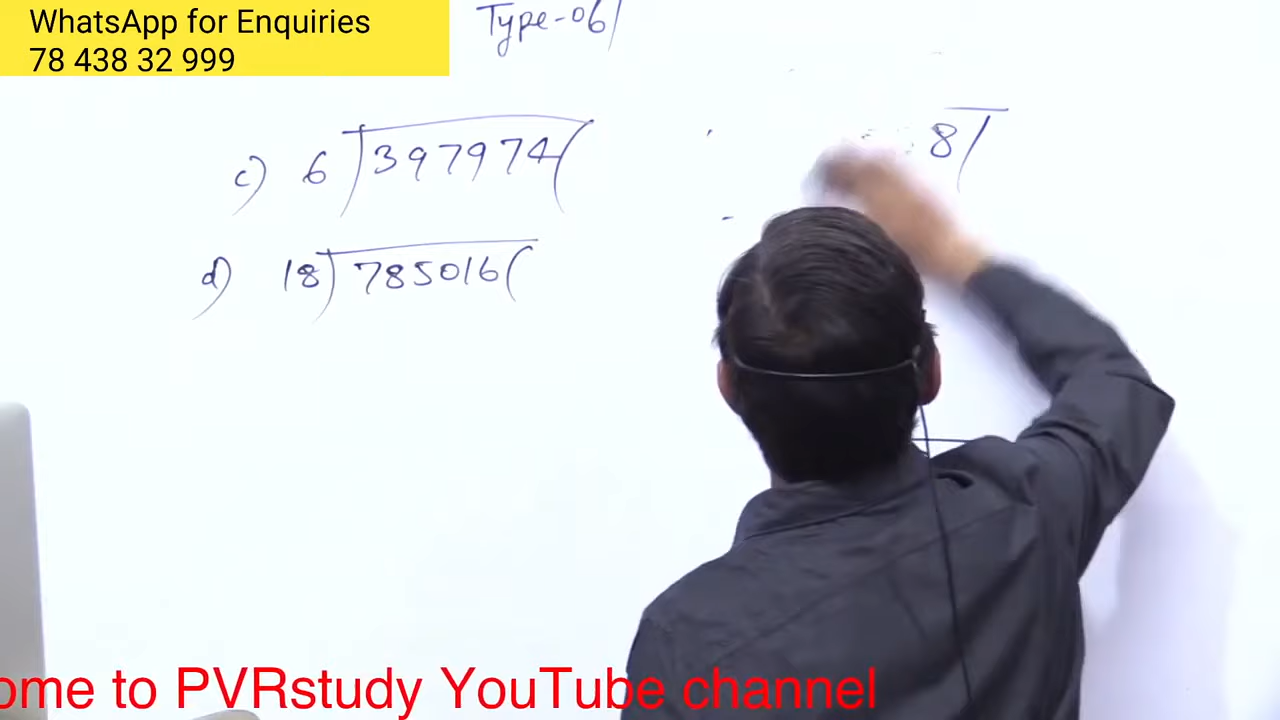 WhatsApp for Enquiries
78 438 32 999
Type-06
c) 6)397974(
8
d) 18)785016(
ome to PVRstudy YouTube channel